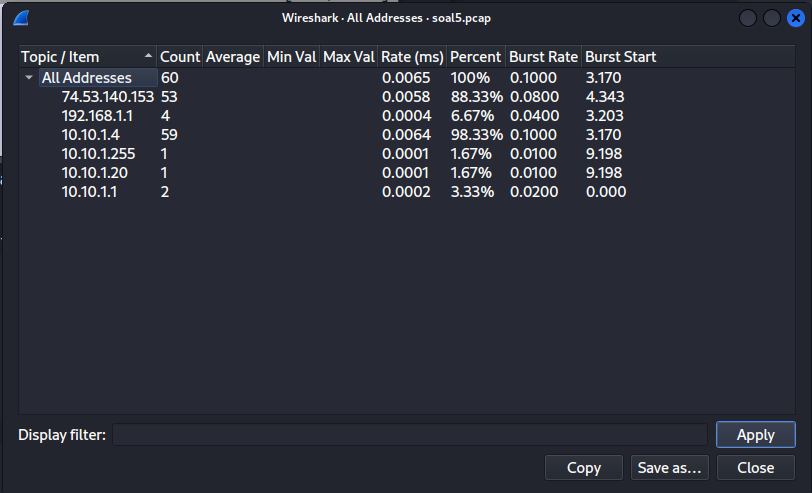 Wireshark · All Addresses · soal5.pcap
Topic / Item Count Average Min Val Max Val Rate (ms) Percent Burst Rate Burst Start
All Addresses 60 0.0065 100% 0.1000 3.170
74.53.140.153 53 0.0058 88.33% 0.0800 4.343
192.168.1.1 4 0.0004 6.67% 0.0400 3.203
10.10.1.4 59 0.0064 98.33% 0.1000 3.170
10.10.1.255 1 0.0001 1.67% 0.0100 9.198
10.10.1.20 1 0.0001 1.67% 0.0100 9.198
10.10.1.1 2 0.0002 3.33% 0.0200 0.000
Display filter: Apply
Copy Save as... Close